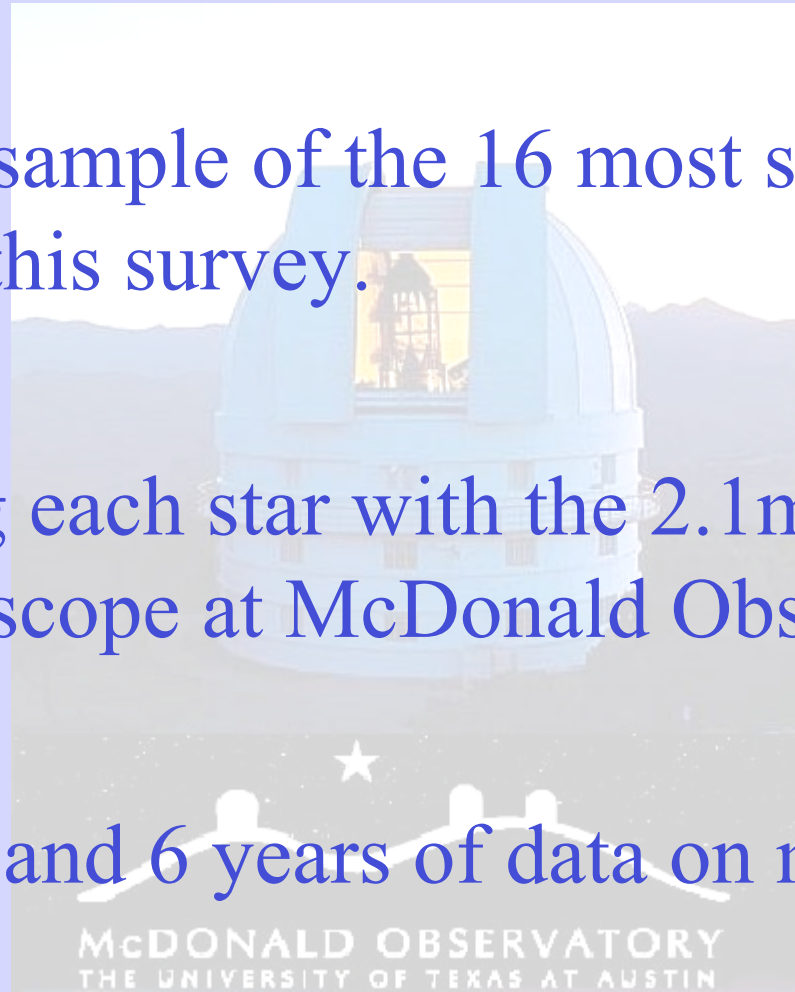 sample of the 16 most s
this survey.
each star with the 2.1m
scope at McDonald Obs
and 6 years of data on
McDONALD OBSERVATORY
THE UNIVERSITY OF TEXAS AT AUSTIN